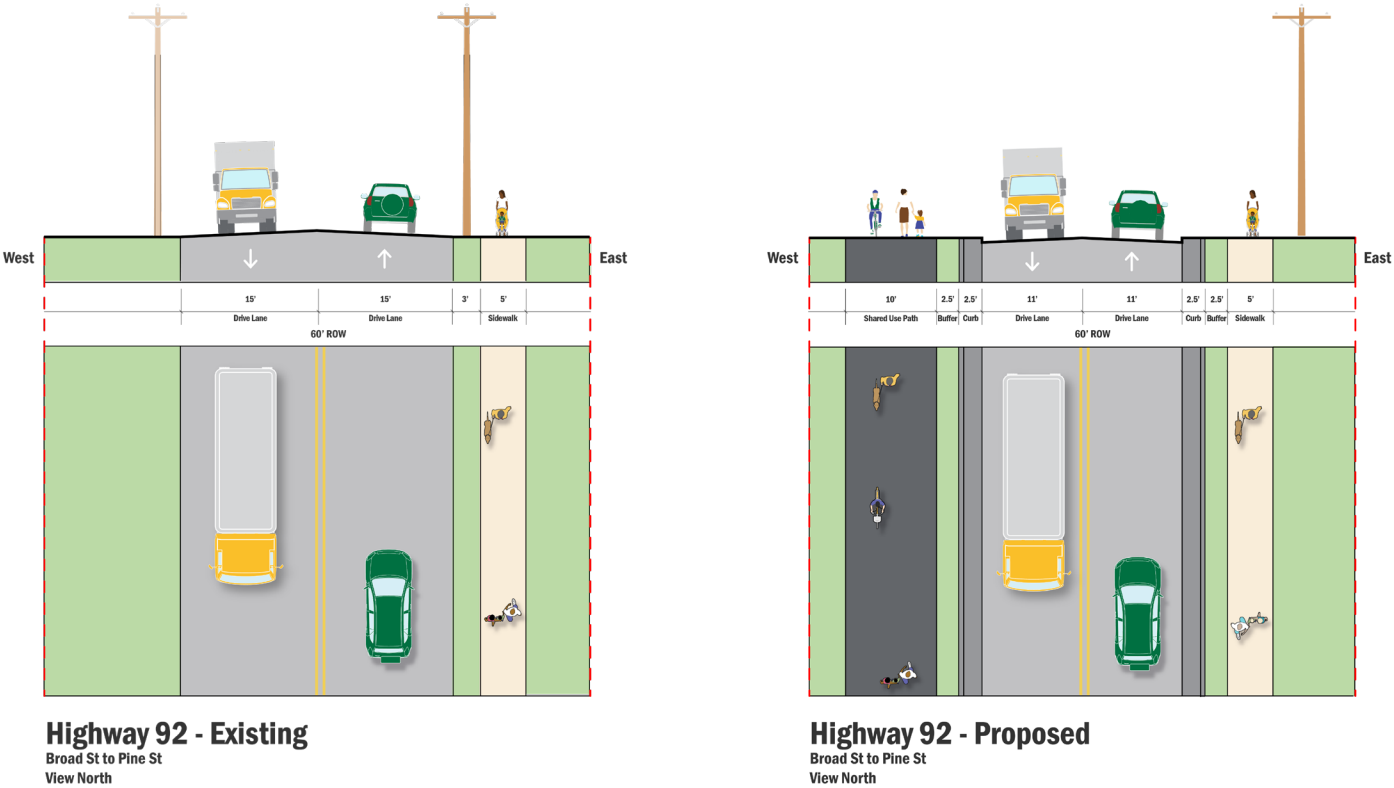 West
East
15'
15'
3'
5'
Drive Lane
Drive Lane
Sidewalk
60' ROW
Highway 92 - Existing
Broad St to Pine St
View North
West
East
10'
2.5'
2.5'
11'
11'
2.5'
2.5'
5'
Shared Use Path
Buffer
Curb
Drive Lane
Drive Lane
Curb
Buffer
Sidewalk
60' ROW
Highway 92 - Proposed
Broad St to Pine St
View North